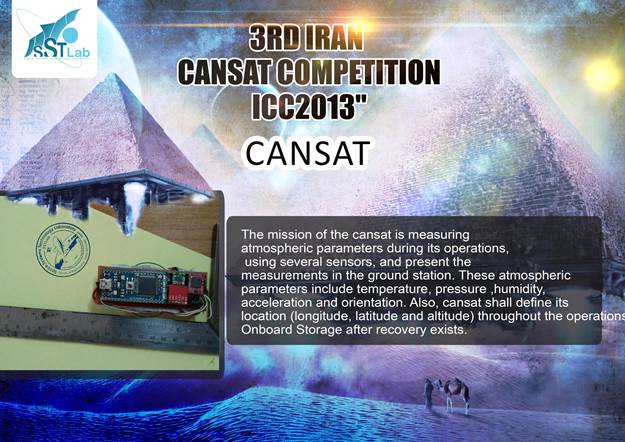 SSTLab
3RD IRAN
CANSAT COMPETITION
ICC2013"
CANSAT
The mission of the cansat is measuring
atmospheric parameters during its operations,
using several sensors, and present the
measurements in the ground station. These atmospheric
parameters include temperature, pressure ,humidity,
acceleration and orientation. Also, cansat shall define its
location (longitude, latitude and altitude) throughout the operations
Onboard Storage after recovery exists.